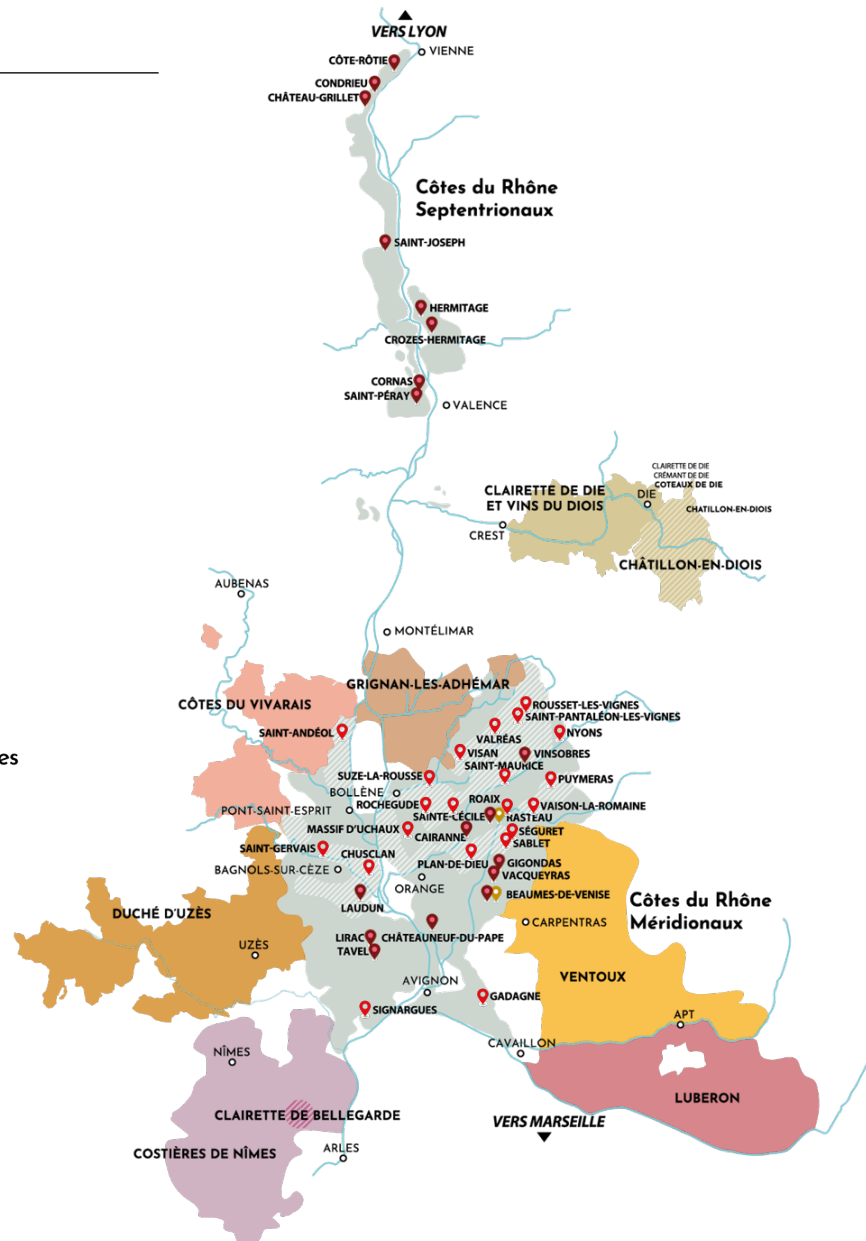 VERS LYON
VIENNE
CÔTE-RÔTIE
CONDRIEU
CHÂTEAU-GRILLET
Côtes du Rhône
Septentrionaux
SAINT-JOSEPH
HERMITAGE
CROZES-HERMITAGE
CORNAS
SAINT-PÉRAY
VALENCE
CLAIRETTE DE DIE
CRÉMANT DE DIE
COTEAUX DE DIE
CLAIRETTE DE DIE
ET VINS DU DIOIS
DIE
CHATILLON-EN-DIOIS
CREST
CHÂTILLON-EN-DIOIS
AUBENAS
MONTÉLIMAR
GRIGNAN-LES-ADHÉMAR
CÔTES DU VIVARAIS
ROUSSET-LES-VIGNES
SAINT-PANTALÉON-LES-VIGNES
SAINT-ANDÉOL
VALRÉAS
NYONS
VISAN
VINSOBRES
es
SAINT-MAURICE
SUZE-LA-ROUSSE
PUYMERAS
BOLLÈNE
ROCHEGUDE
ROAIX
VAISON-LA-ROMAINE
PONT-SAINT-ESPRIT
SAINTE-CÉCILE
RASTEAU
MASSIF D'UCHAUX
CAIRANNE
SÉGURET
SABLET
SAINT-GERVAIS
CHUSCLAN
PLAN-DE-DIEU
GIGONDAS
BAGNOLS-SUR-CÈZE
VACQUEYRAS
ORANGE
BEAUMES-DE-VENISE
LAUDUN
Côtes du Rhône
Méridionaux
DUCHÉ D'UZÈS
CARPENTRAS
LIRAC
CHÂTEAUNEUF-DU-PAPE
UZÈS
TAVEL
VENTOUX
AVIGNON
GADAGNE
SIGNARGUES
APT
CAVAILLON
NÎMES
LUBERON
CLAIRETTE DE BELLEGARDE
VERS MARSEILLE
COSTIÈRES DE NÎMES
ARLES